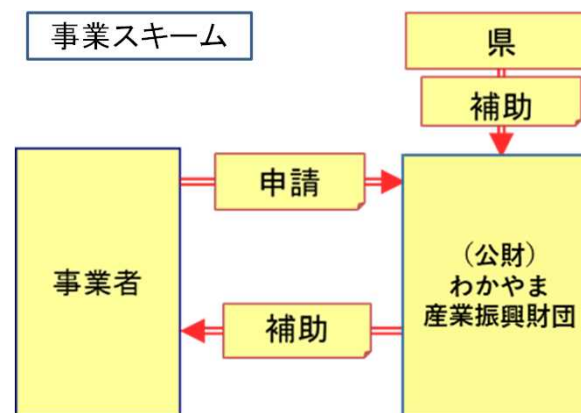 事業スキーム
県
補助
申請
事業者
（公財）
わかやま
産業振興財団
補助